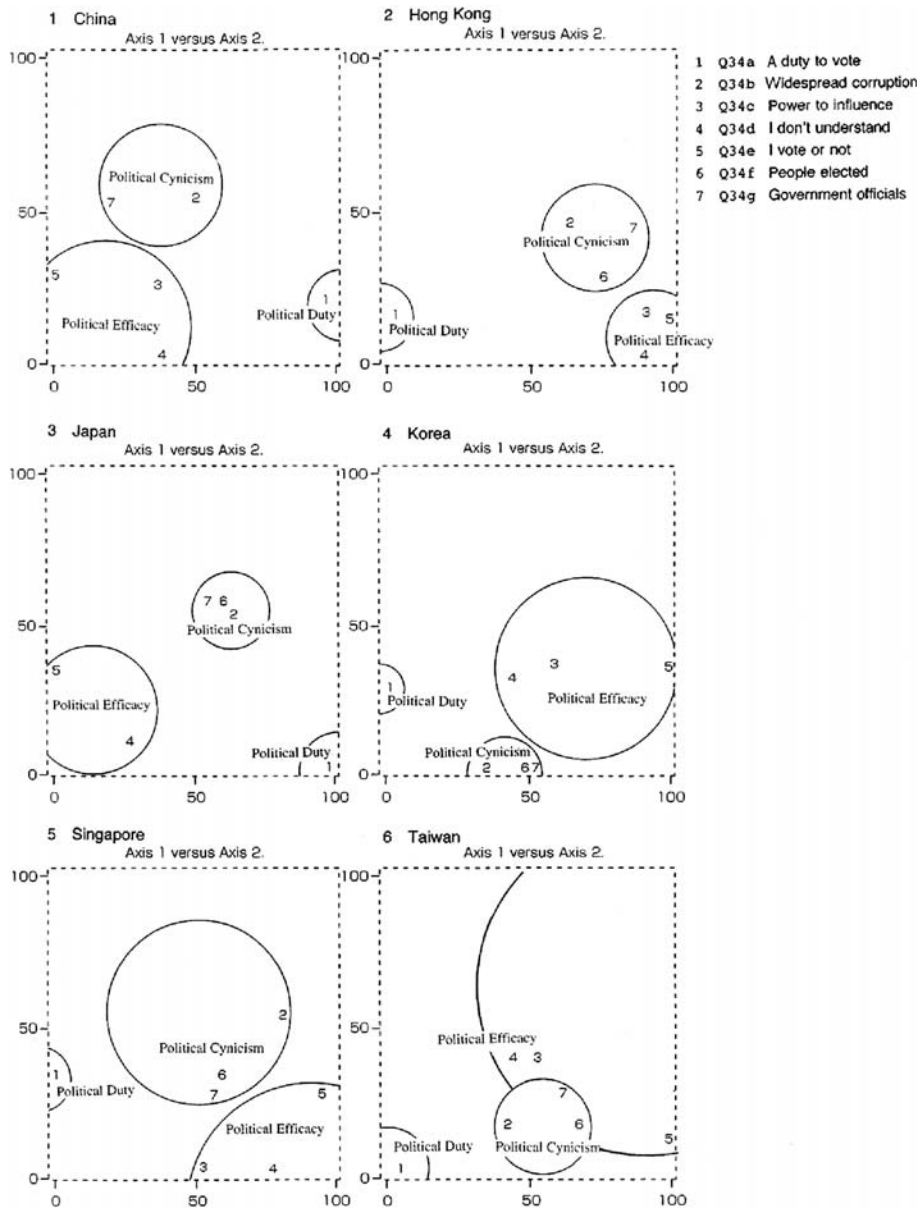 1 China
Axis 1 versus Axis 2.
100
50
0
0 50 100
Political Cynicism
7 2
5 3
Political Efficacy
4
1
Political Duty
2 Hong Kong
Axis 1 versus Axis 2.
100
50
0
0 50 100
2 7
Political Cynicism
6
1
Political Duty
3 5
Political Efficacy
4
1 Q34a A duty to vote
2 Q34b Widespread corruption
3 Q34c Power to influence
4 Q34d I don't understand
5 Q34e I vote or not
6 Q34f People elected
7 Q34g Government officials
3 Japan
Axis 1 versus Axis 2.
100
50
0
0 50 100
7 6
2
Political Cynicism
5
Political Efficacy
4
Political Duty
1
4 Korea
Axis 1 versus Axis 2.
100
50
0
0 50 100
1
Political Duty
4 3 5
Political Efficacy
Political Cynicism
2 6 7
5 Singapore
Axis 1 versus Axis 2.
100
50
0
0 50 100
2
Political Cynicism
6
7
1
Political Duty
5
Political Efficacy
3 4
6 Taiwan
Axis 1 versus Axis 2.
100
50
0
0 50 100
Political Efficacy
4 3
7
2 6
Political Cynicism
5
Political Duty
1